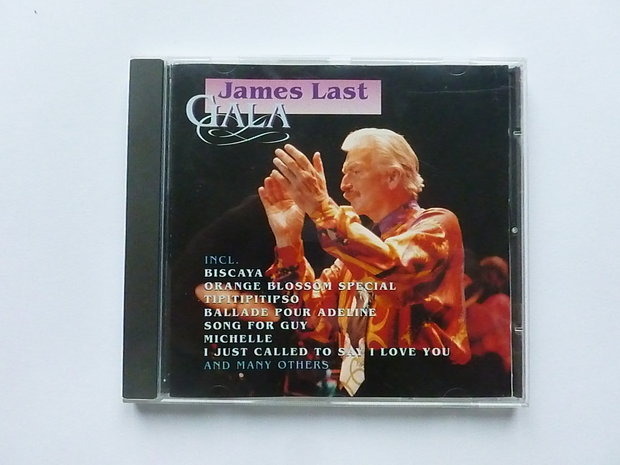 James Last
GALA
INCL.
BISCAYA
ORANGE BLOSSOM SPECIAL
TIPITIPITIPSO
BALLADE POUR ADELINE
SONG FOR GUY
MICHELLE
I JUST CALLED TO SAY I LOVE YOU
AND MANY OTHERS